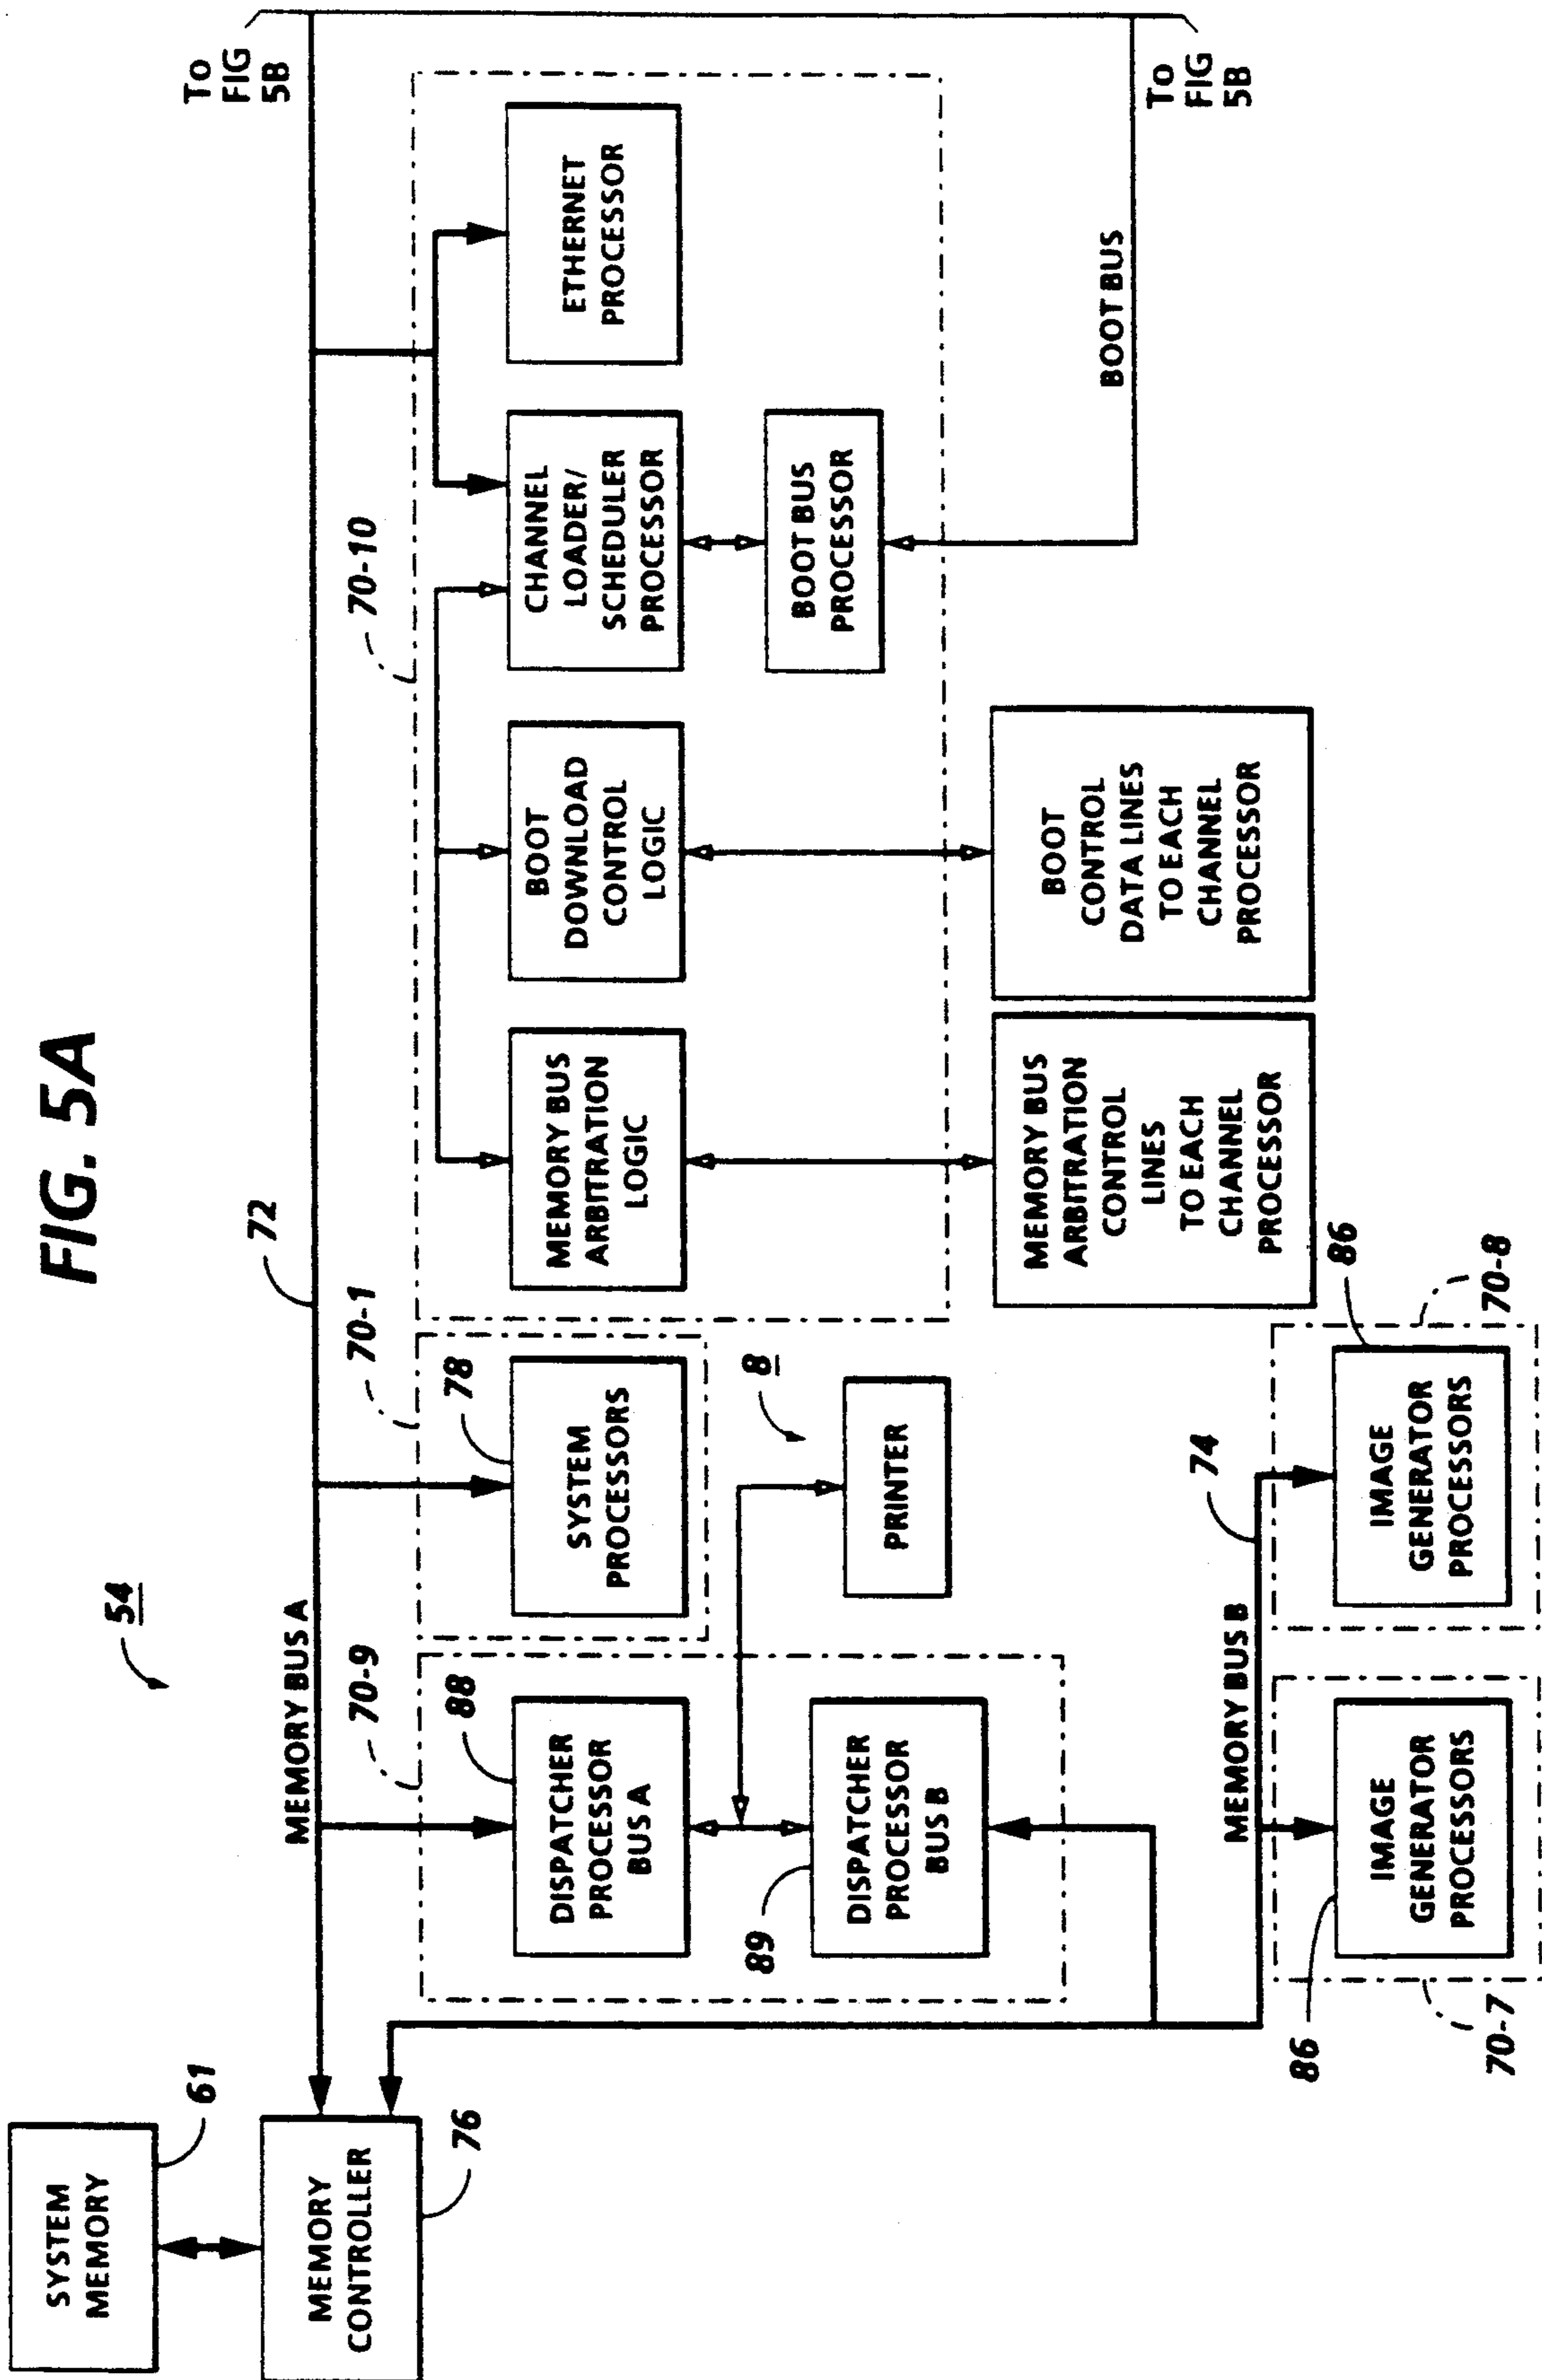 FIG. 5A
54
SYSTEM
MEMORY
61
MEMORY
CONTROLLER
76
MEMORY BUS A
72
To
FIG
5B
70-9
88
DISPATCHER
PROCESSOR
BUS A
89
DISPATCHER
PROCESSOR
BUS B
70-1
78
SYSTEM
PROCESSORS
8
PRINTER
70-10
MEMORY BUS
ARBITRATION
LOGIC
BOOT
DOWNLOAD
CONTROL
LOGIC
CHANNEL
LOADER/
SCHEDULER
PROCESSOR
ETHERNET
PROCESSOR
BOOT BUS
PROCESSOR
MEMORY BUS
ARBITRATION
CONTROL
LINES
TO EACH
CHANNEL
PROCESSOR
BOOT
CONTROL
DATA LINES
TO EACH
CHANNEL
PROCESSOR
BOOT BUS
To
FIG
5B
MEMORY BUS B
74
86
IMAGE
GENERATOR
PROCESSORS
70-7
86
IMAGE
GENERATOR
PROCESSORS
70-8